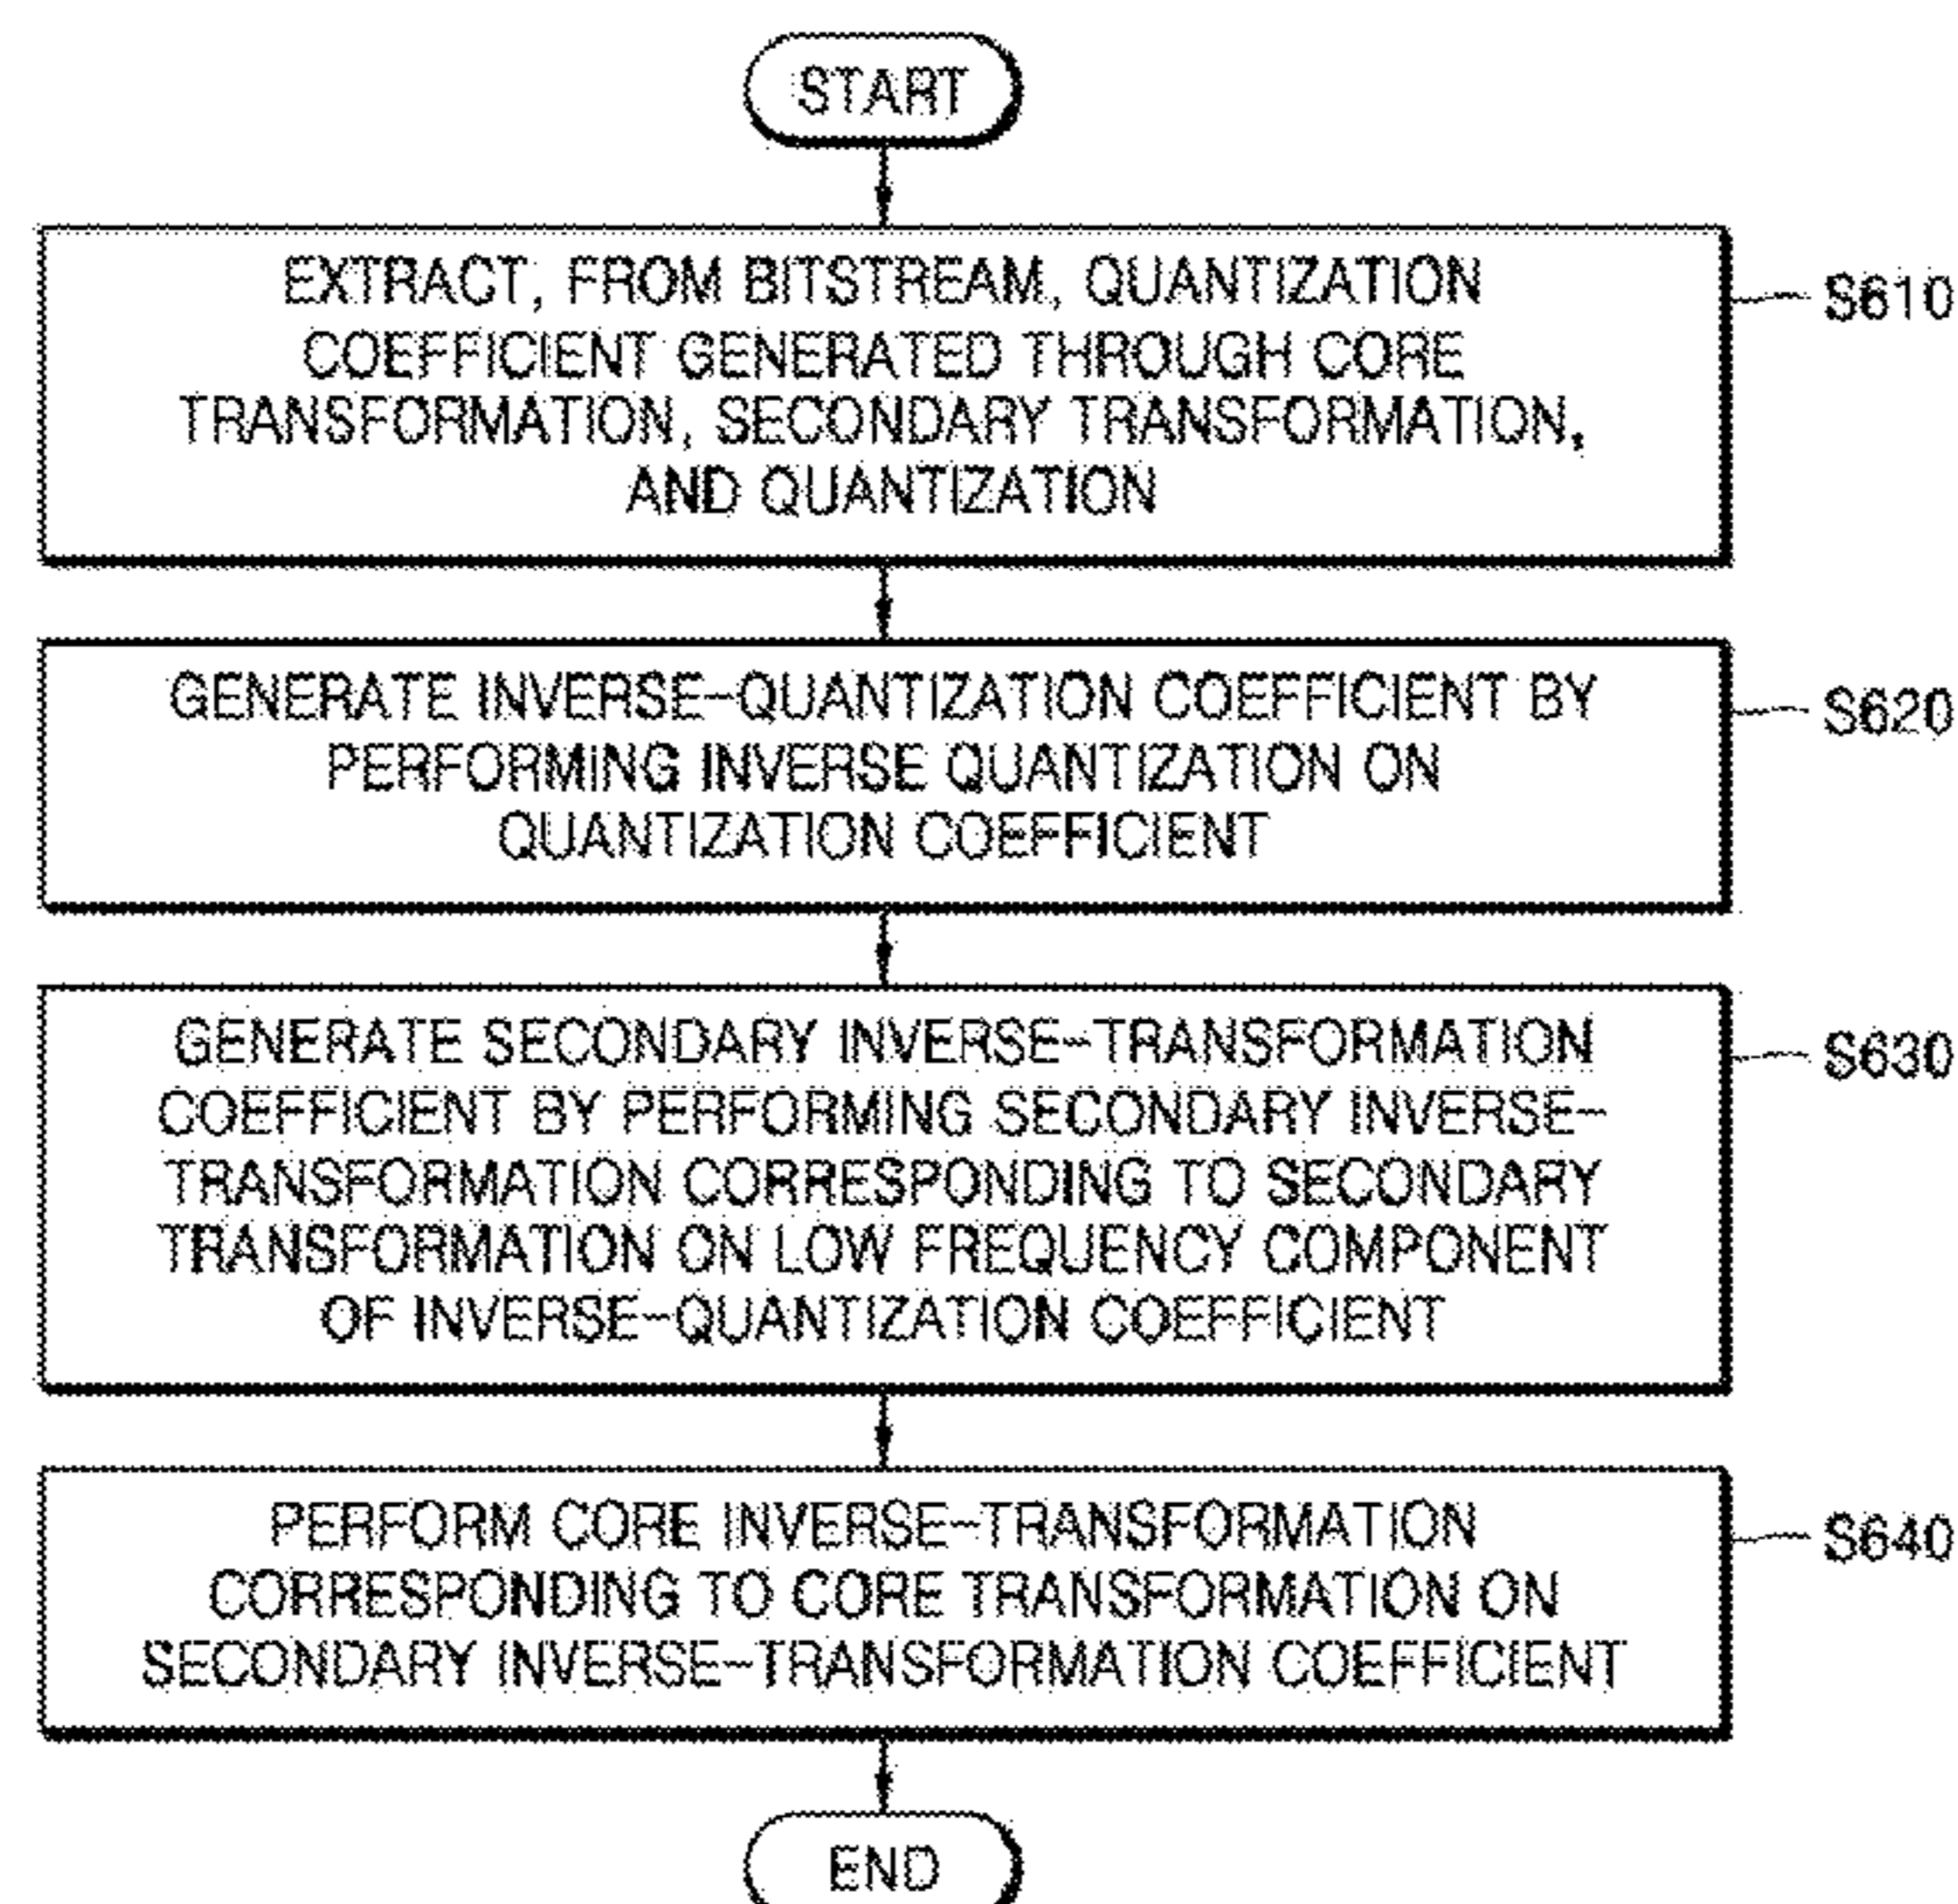 START
EXTRACT, FROM BITSTREAM, QUANTIZATION
COEFFICIENT GENERATED THROUGH CORE
TRANSFORMATION, SECONDARY TRANSFORMATION,
AND QUANTIZATION
S610
GENERATE INVERSE-QUANTIZATION COEFFICIENT BY
PERFORMING INVERSE QUANTIZATION ON
QUANTIZATION COEFFICIENT
S620
GENERATE SECONDARY INVERSE-TRANSFORMATION
COEFFICIENT BY PERFORMING SECONDARY INVERSE-
TRANSFORMATION CORRESPONDING TO SECONDARY
TRANSFORMATION ON LOW FREQUENCY COMPONENT
OF INVERSE-QUANTIZATION COEFFICIENT
S630
PERFORM CORE INVERSE-TRANSFORMATION
CORRESPONDING TO CORE TRANSFORMATION ON
SECONDARY INVERSE-TRANSFORMATION COEFFICIENT
S640
END